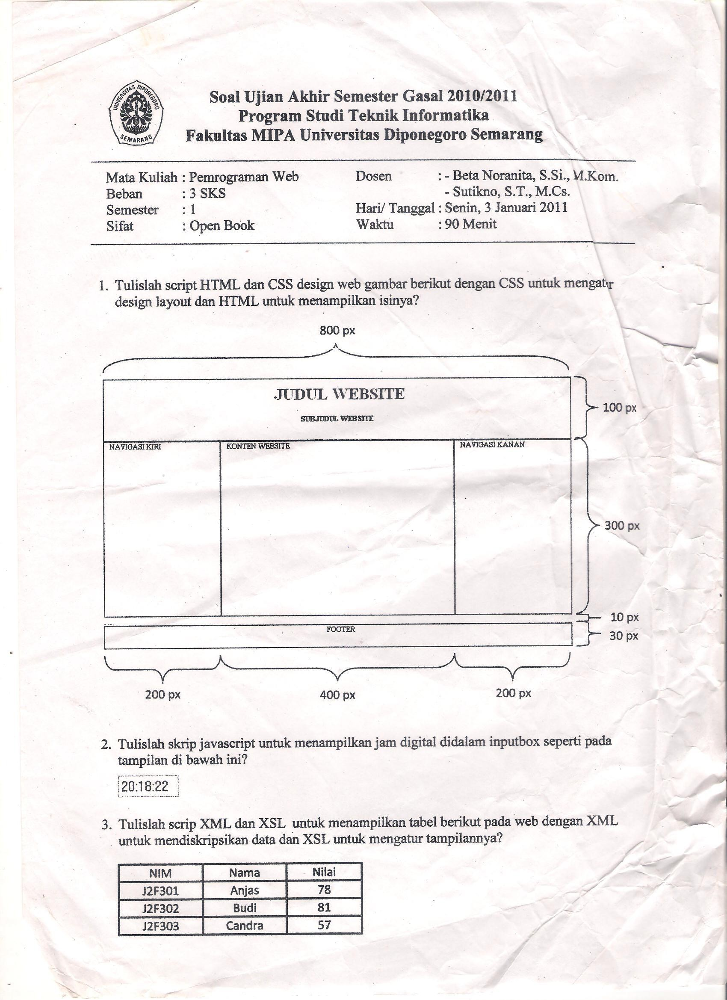 UNIVERSITAS DIPONEGORO
SEMARANG
Soal Ujian Akhir Semester Gasal 2010/2011
Program Studi Teknik Informatika
Fakultas MIPA Universitas Diponegoro Semarang
Mata Kuliah : Pemrograman Web
Beban : 3 SKS
Semester : 1
Sifat : Open Book
Dosen : - Beta Noranita, S.Si., M.Kom.
- Sutikno, S.T., M.Cs.
Hari/ Tanggal : Senin, 3 Januari 2011
Waktu : 90 Menit
1. Tulislah script HTML dan CSS design web gambar berikut dengan CSS untuk mengatur
design layout dan HTML untuk menampilkan isinya?
800 px
JUDUL WEBSITE
SUBJUDUL WEBSITE
100 px
NAVIGASI KIRI
KONTEN WEBSITE
NAVIGASI KANAN
300 px
10 px
FOOTER
30 px
200 px
400 px
200 px
2. Tulislah skrip javascript untuk menampilkan jam digital didalam inputbox seperti pada
tampilan di bawah ini?
20:18:22
3. Tulislah scrip XML dan XSL untuk menampilkan tabel berikut pada web dengan XML
untuk mendiskripsikan data dan XSL untuk mengatur tampilannya?
NIM Nama Nilai
J2F301 Anjas 78
J2F302 Budi 81
J2F303 Candra 57